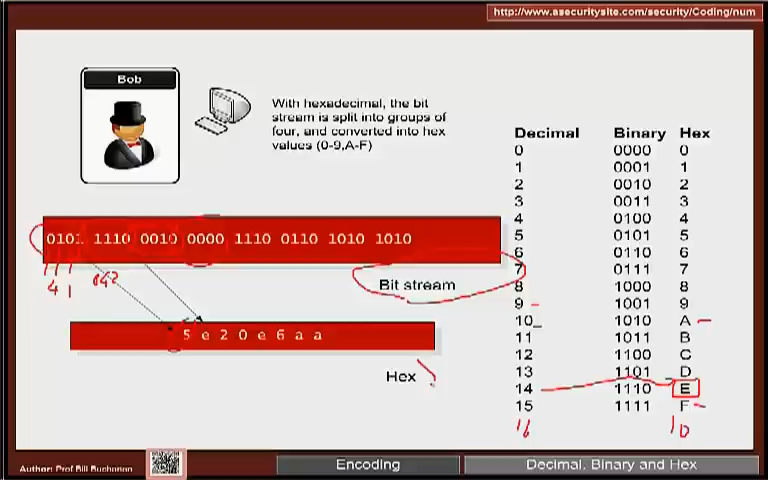 http://www.asecuritysite.com/security/Coding/num
Bob
With hexadecimal, the bit
stream is split into groups of
four, and converted into hex
values (0-9,A-F)
Decimal Binary Hex
0 0000 0
1 0001 1
2 0010 2
3 0011 3
4 0100 4
5 0101 5
6 0110 6
7 0111 7
8 1000 8
9 1001 9
10 1010 A
11 1011 B
12 1100 C
13 1101 D
14 1110 E
15 1111 F
16 10
0101 1110 0010 0000 1110 0110 1010 1010
4 1
842
Bit stream
5 e 2 0 e 6 a a
Hex
Author: Prof Bill Buchanan
Encoding
Decimal, Binary and Hex